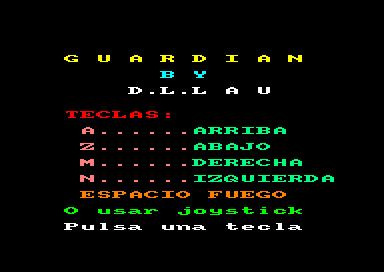 G U A R D I A N
B Y
D.L.L A U
TECLAS:
A......ARRIBA
Z......ABAJO
M......DERECHA
N......IZQUIERDA
ESPACIO FUEGO
O usar joystick
Pulsa una tecla